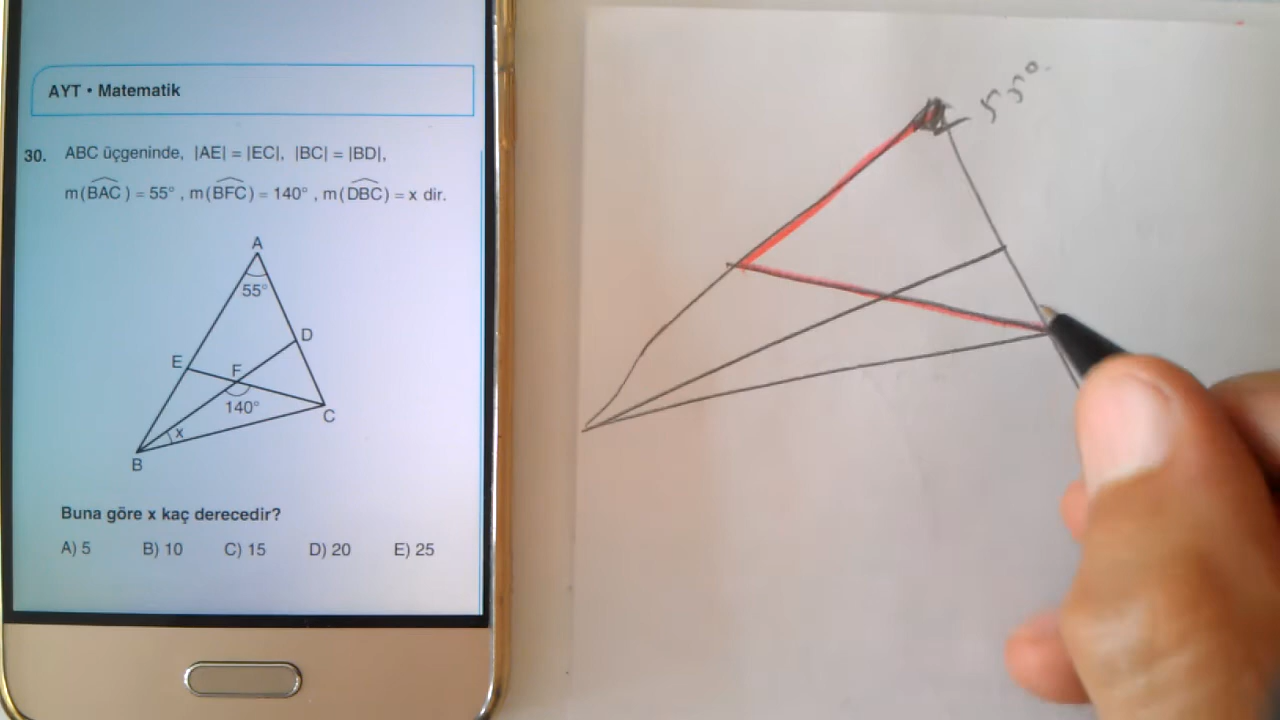 AYT • Matematik
30. ABC üçgeninde, |AE| = |EC|, |BC| = |BD|,
m(BAC) = 55°, m(BFC) = 140°, m(DBC) = x dir.
A
55°
D
E
F
140°
C
x
B
Buna göre x kaç derecedir?
A) 5 B) 10 C) 15 D) 20 E) 25
55°